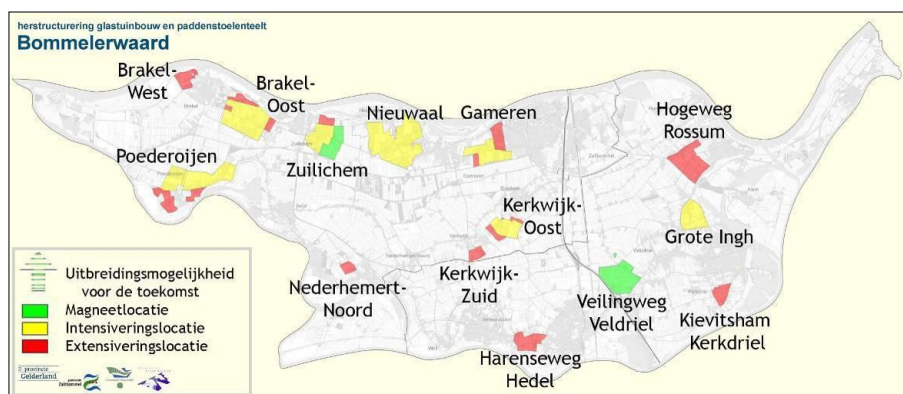 herstructurering glastuinbouw en paddenstoelenteelt
Bommelerwaard
Brakel-
West
Brakel-
Oost
Nieuwaal
Gameren
Hogeweg
Rossum
Poederoijen
Zuilichem
Kerkwijk-
Oost
Grote Ingh
Nederhemert-
Noord
Kerkwijk-
Zuid
Veilingweg
Veldriel
Kievitsham
Kerkdriel
Harenseweg
Hedel
Uitbreidingsmogelijkheid
voor de toekomst
Magneetlocatie
Intensiveringslocatie
Extensiveringslocatie
provincie
Gelderland